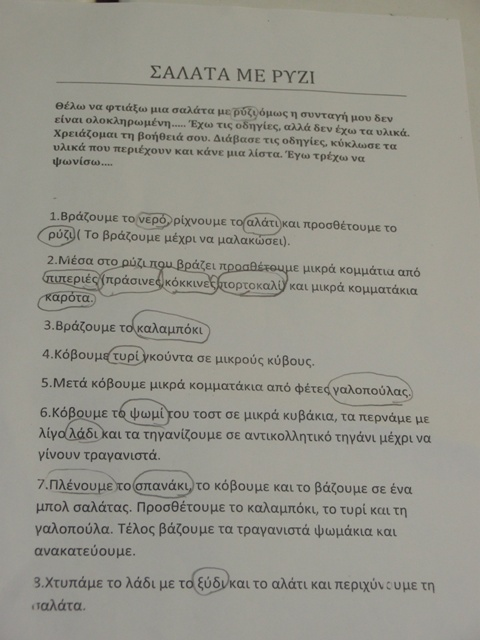 ΣΑΛΑΤΑ ΜΕ ΡΥΖΙ
Θέλω να φτιάξω μια σαλάτα με ρύζι όμως η συνταγή μου δεν
είναι ολοκληρωμένη..... Έχω τις οδηγίες, αλλά δεν έχω τα υλικά.
Χρειάζομαι τη βοήθειά σου. Διάβασε τις οδηγίες, κύκλωσε τα
υλικά που περιέχουν και κάνε μια λίστα. Έγω τρέχω να
ψωνίσω....
1.Βράζουμε το νερό, ρίχνουμε το αλάτι και προσθέτουμε το
ρύζι ( Το βράζουμε μέχρι να μαλακώσει).
2.Μέσα στο ρύζι που βράζει προσθέτουμε μικρά κομμάτια από
πιπεριές (πράσινες κόκκινες πορτοκαλί) και μικρά κομματάκια
καρότα.
3.Βράζουμε το καλαμπόκι
4.Κόβουμε τυρί γκούντα σε μικρούς κύβους.
5.Μετά κόβουμε μικρά κομματάκια από φέτες γαλοπούλας.
6.Κόβουμε το ψωμί του τοστ σε μικρά κυβάκια, τα περνάμε με
λίγο λάδι και τα τηγανίζουμε σε αντικολλητικό τηγάνι μέχρι να
γίνουν τραγανιστά.
7.Πλένουμε το σπανάκι, το κόβουμε και το βάζουμε σε ένα
μπολ σαλάτας. Προσθέτουμε το καλαμπόκι, το τυρί και τη
γαλοπούλα. Τέλος βάζουμε τα τραγανιστά ψωμάκια και
ανακατεύουμε.
8.Χτυπάμε το λάδι με το ξύδι και το αλάτι και περιχύνουμε τη
σαλάτα.